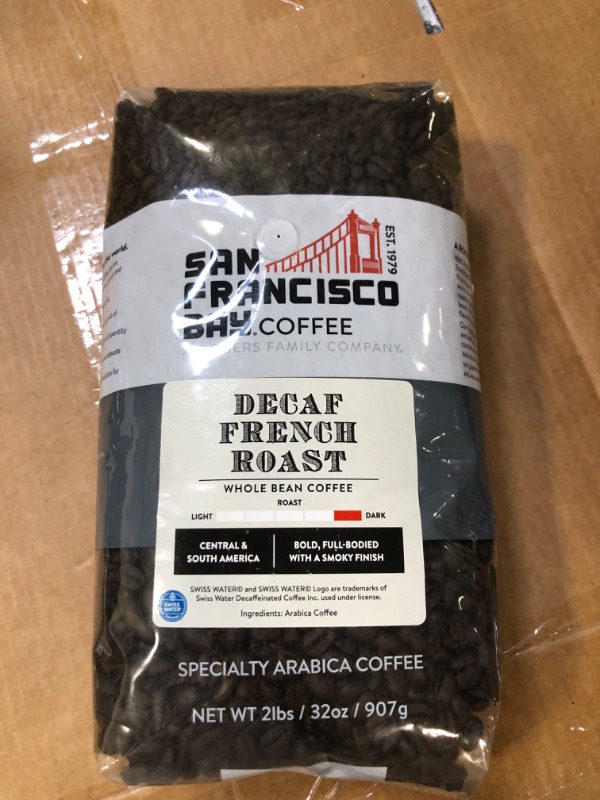 SAN
FRANCISCO
BAY. COFFEE
EST. 1979
FAMILY COMPANY
DECAF
FRENCH
ROAST
WHOLE BEAN COFFEE
ROAST
LIGHT DARK
CENTRAL &
SOUTH AMERICA
BOLD, FULL-BODIED
WITH A SMOKY FINISH
SWISS WATER® and SWISS WATER® Logo are trademarks of
Swiss Water Decaffeinated Coffee Inc. used under license.
SWISS
WATER
Ingredients: Arabica Coffee
SPECIALTY ARABICA COFFEE
NET WT 2lbs / 32oz / 907g